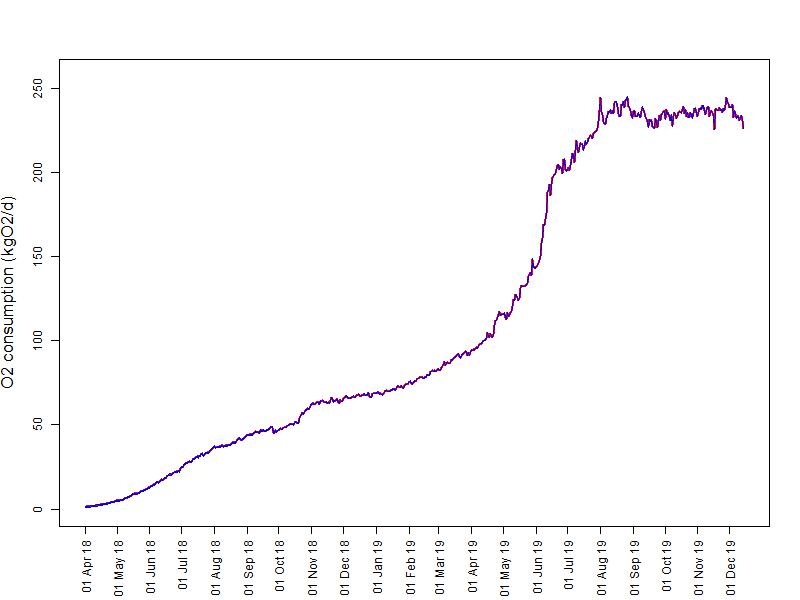 O2 consumption (kgO2/d)
250
200
150
100
50
0
01 Apr 18
01 May 18
01 Jun 18
01 Jul 18
01 Aug 18
01 Sep 18
01 Oct 18
01 Nov 18
01 Dec 18
01 Jan 19
01 Feb 19
01 Mar 19
01 Apr 19
01 May 19
01 Jun 19
01 Jul 19
01 Aug 19
01 Sep 19
01 Oct 19
01 Nov 19
01 Dec 19